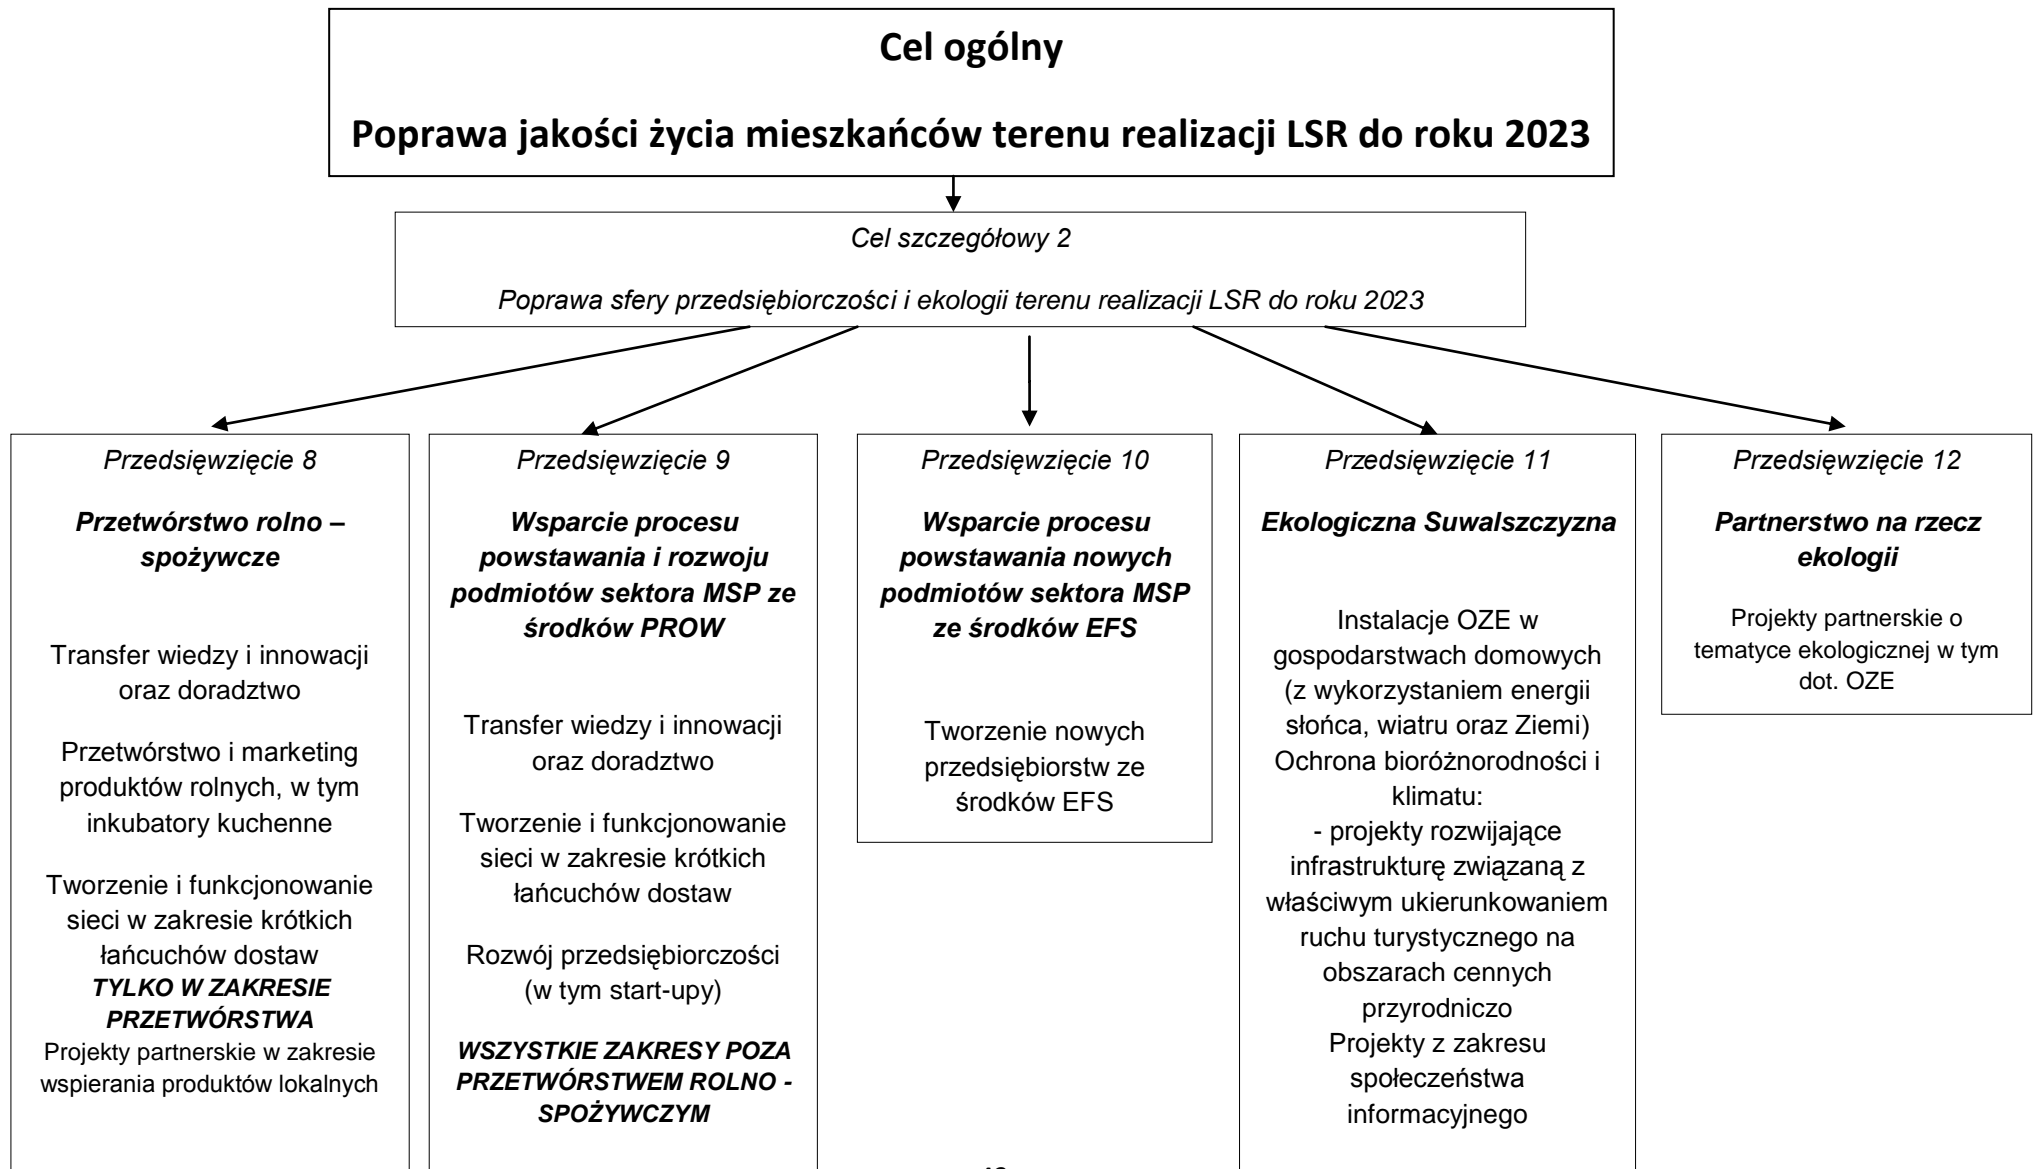 Cel ogólny
Poprawa jakości życia mieszkańców terenu realizacji LSR do roku 2023
Cel szczegółowy 2
Poprawa sfery przedsiębiorczości i ekologii terenu realizacji LSR do roku 2023
Przedsięwzięcie 8
Przetwórstwo rolno –
spożywcze
Transfer wiedzy i innowacji
oraz doradztwo
Przetwórstwo i marketing
produktów rolnych, w tym
inkubatory kuchenne
Tworzenie i funkcjonowanie
sieci w zakresie krótkich
łańcuchów dostaw
TYLKO W ZAKRESIE
PRZETWÓRSTWA
Projekty partnerskie w zakresie
wspierania produktów lokalnych
Przedsięwzięcie 9
Wsparcie procesu
powstawania i rozwoju
podmiotów sektora MSP ze
środków PROW
Transfer wiedzy i innowacji
oraz doradztwo
Tworzenie i funkcjonowanie
sieci w zakresie krótkich
łańcuchów dostaw
Rozwój przedsiębiorczości
(w tym start-upy)
WSZYSTKIE ZAKRESY POZA
PRZETWÓRSTWEM ROLNO -
SPOŻYWCZYM
Przedsięwzięcie 10
Wsparcie procesu
powstawania nowych
podmiotów sektora MSP
ze środków EFS
Tworzenie nowych
przedsiębiorstw ze
środków EFS
Przedsięwzięcie 11
Ekologiczna Suwalszczyzna
Instalacje OZE w
gospodarstwach domowych
(z wykorzystaniem energii
słońca, wiatru oraz Ziemi)
Ochrona bioróżnorodności i
klimatu:
- projekty rozwijające
infrastrukturę związaną z
właściwym ukierunkowaniem
ruchu turystycznego na
obszarach cennych
przyrodniczo
Projekty z zakresu
społeczeństwa
informacyjnego
Przedsięwzięcie 12
Partnerstwo na rzecz
ekologii
Projekty partnerskie o
tematyce ekologicznej w tym
dot. OZE